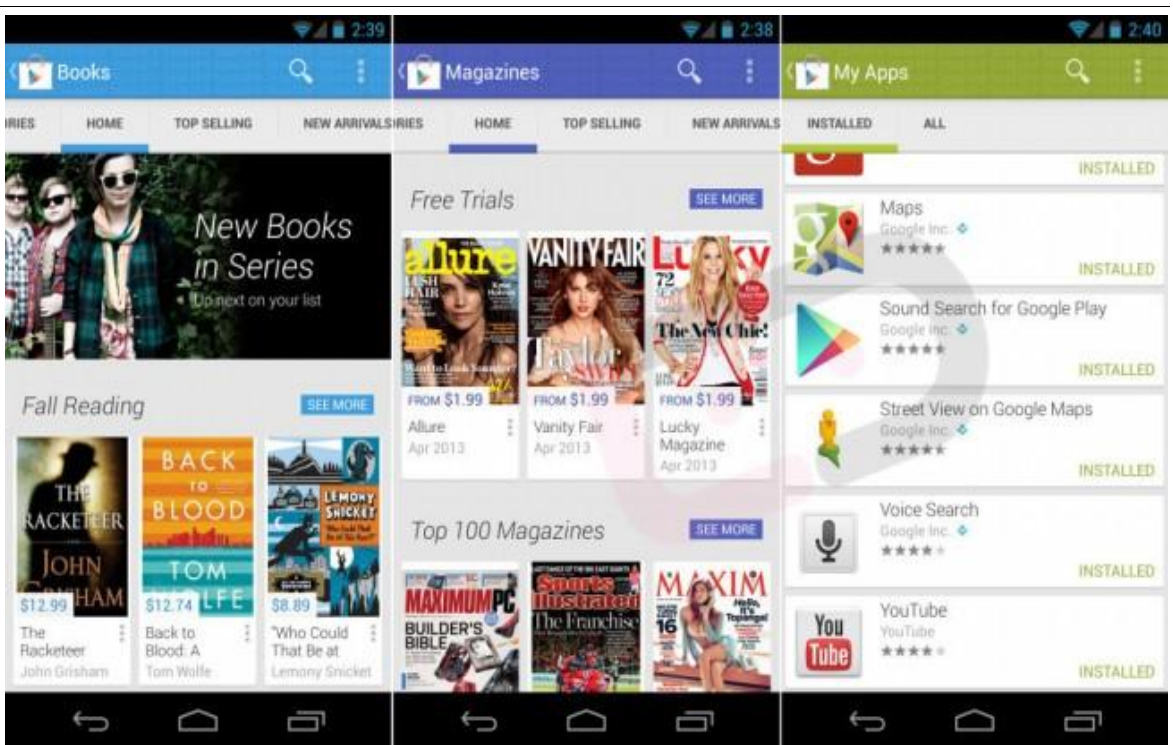 2:39
Books
RIES HOME TOP SELLING NEW ARRIVALS
New Books
in Series
Up next on your list
Fall Reading
SEE MORE
THE
RACKETEER
JOHN
GRISHAM
BACK
TO
BLOOD
TOM
WOLFE
LEMONY
SNICKET
$12.99
$12.74
$8.89
The
Racketeer
John Grisham
Back to
Blood: A
Tom Wolfe
"Who Could
That Be at
Lemony Snicket
2:38
Magazines
RIES HOME TOP SELLING NEW ARRIVALS
Free Trials
SEE MORE
allure
VANITY FAIR
Lucky
72
The New Chic!
Taylor
SWIFT
FROM $1.99
FROM $1.99
FROM $1.99
Allure
Apr 2013
Vanity Fair
Apr 2013
Lucky
Magazine
Apr 2013
Top 100 Magazines
SEE MORE
MAXIMUMPC
BUILDER'S
BIBLE
Sports
Illustrated
The Franchise
MAXIM
16
Hello,
It's
Topanga!
2:40
My Apps
INSTALLED ALL
INSTALLED
Maps
Google Inc.
INSTALLED
Sound Search for Google Play
Google Inc.
INSTALLED
Street View on Google Maps
Google Inc.
INSTALLED
Voice Search
Google Inc.
INSTALLED
You
Tube
YouTube
YouTube
INSTALLED